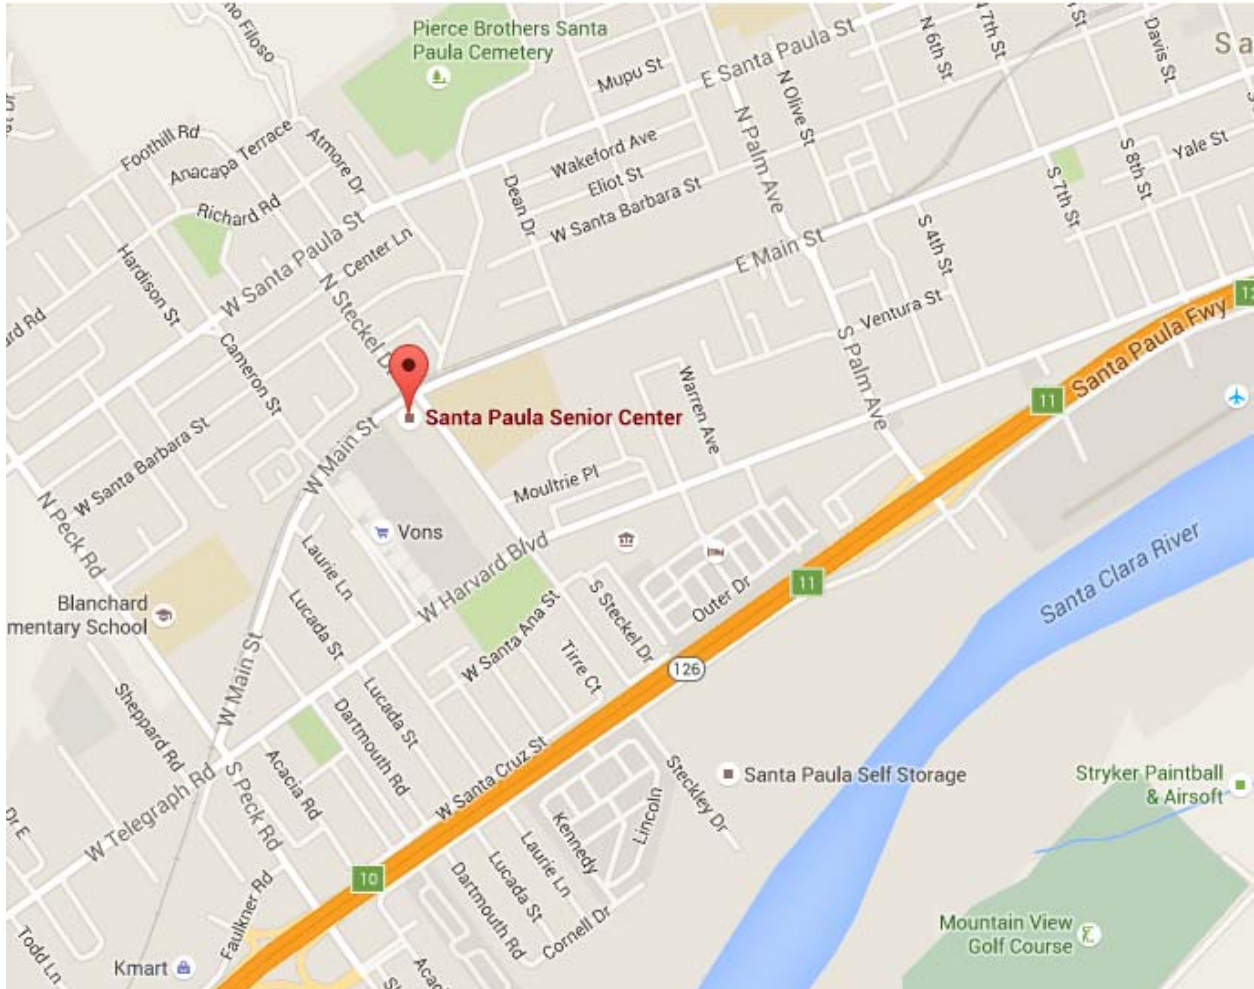 Pierce Brothers Santa
Paula Cemetery
Filoso
Mupu St
E Santa Paula St
N 6th St
N 7th St
Davis St
Sa
Foothill Rd
Anacapa Terrace
Atmore Dr
Wakeford Ave
N Olive St
N Palm Ave
Yale St
S 8th St
Eliot St
Dean Dr
W Santa Barbara St
S 7th St
Richard Rd
W Santa Paula St
Center Ln
Hardison St
E Main St
S 4th St
N Steckel D
Ventura St
Santa Paula Fwy
ard Rd
Cameron St
S Palm Ave
Warren Ave
11
Santa Paula Senior Center
W Santa Barbara St
W Main St
Moultrie Pl
N Peck Rd
Vons
W Harvard Blvd
Laurie Ln
Santa Clara River
11
Outer Dr
Blanchard
mentary School
Lucada St
W Santa Ana St
S Steckel Dr
Tirre Ct
126
W Main St
Sheppard Rd
Lucada St
Dartmouth Rd
Acacia Rd
W Santa Cruz St
Steckley Dr
Santa Paula Self Storage
Stryker Paintball
& Airsoft
W Telegraph Rd
S Peck Rd
Dr E
Kennedy
Lincoln
10
Laurie Ln
Lucada St
Dartmouth Rd
Cornell Dr
Faulkner Rd
Mountain View
Golf Course
Todd Ln
Kmart
Acac